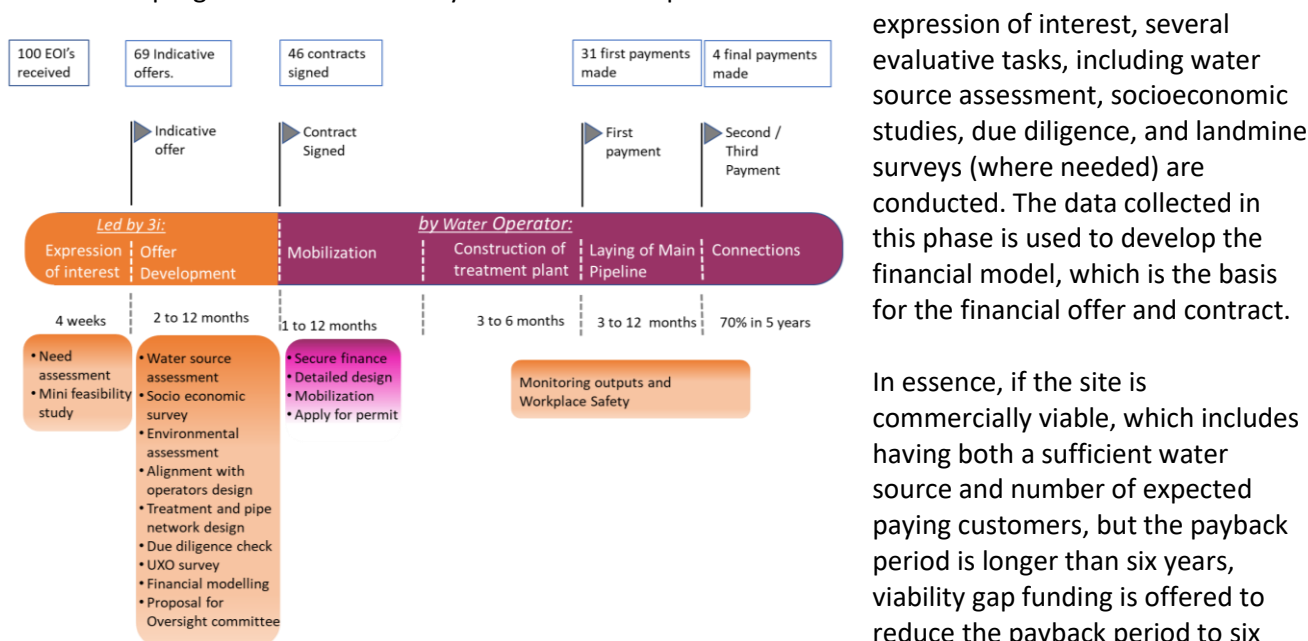 100 EOI's
received
69 Indicative
offers.
46 contracts
signed
31 first payments
made
4 final payments
made
Indicative
offer
Contract
Signed
First
payment
Second /
Third
Payment
Led by 3i:
by Water Operator:
Expression
of interest
Offer
Development
Mobilization
Construction of
treatment plant
Laying of Main
Pipeline
Connections
4 weeks
2 to 12 months
1 to 12 months
3 to 6 months
3 to 12 months
70% in 5 years
• Need
assessment
• Mini feasibility
study
• Water source
assessment
• Socio economic
survey
• Environmental
assessment
• Alignment with
operators design
• Treatment and pipe
network design
• Due diligence check
• UXO survey
• Financial modelling
• Proposal for
Oversight committee
• Secure finance
• Detailed design
• Mobilization
• Apply for permit
Monitoring outputs and
Workplace Safety
expression of interest, several
evaluative tasks, including water
source assessment, socioeconomic
studies, due diligence, and landmine
surveys (where needed) are
conducted. The data collected in
this phase is used to develop the
financial model, which is the basis
for the financial offer and contract.
In essence, if the site is
commercially viable, which includes
having both a sufficient water
source and number of expected
paying customers, but the payback
period is longer than six years,
viability gap funding is offered to
reduce the payback period to six